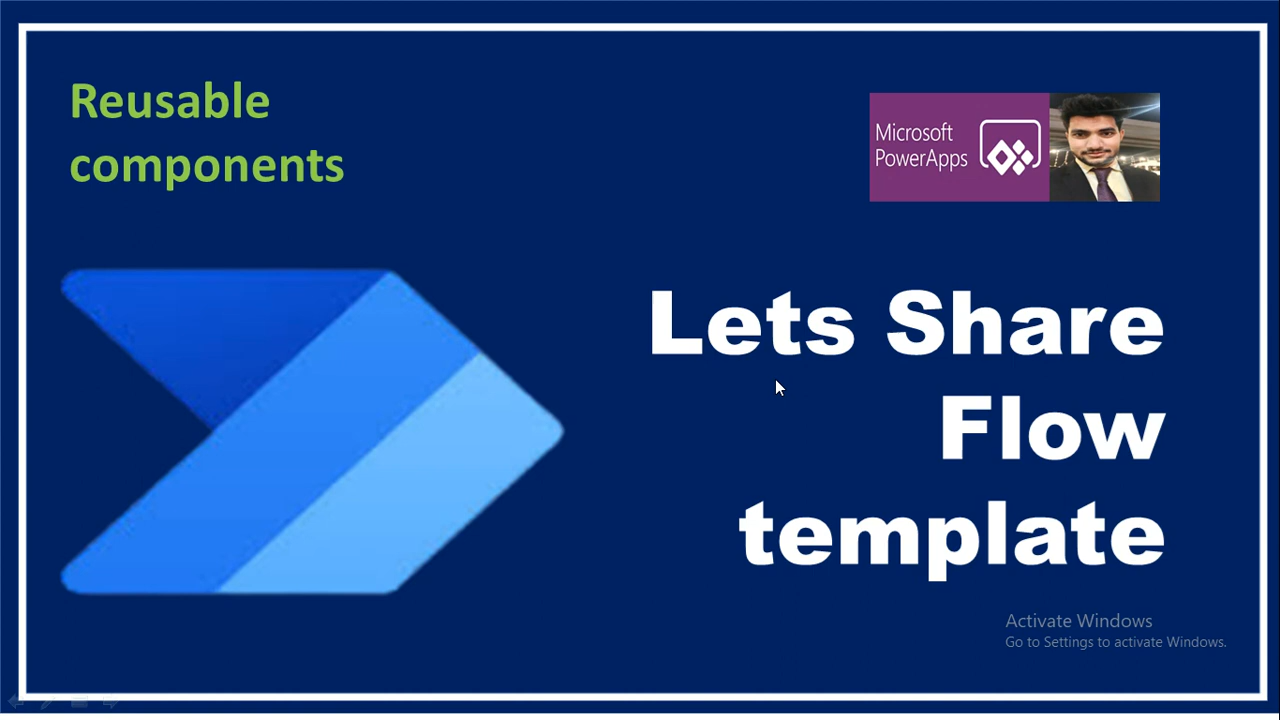 Reusable
components
Microsoft
PowerApps
Lets Share
Flow
template
Activate Windows
Go to Settings to activate Windows.